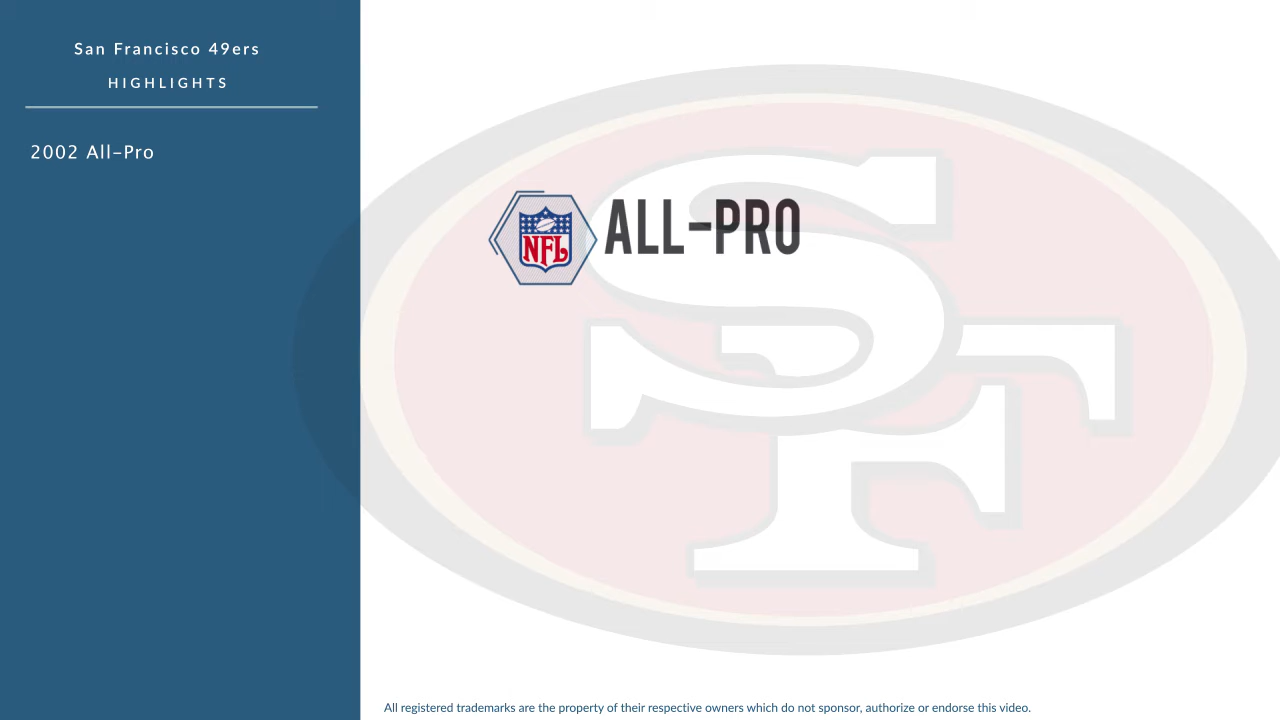 San Francisco 49ers
HIGHLIGHTS
2002 All-Pro
NFL
ALL-PRO
SF
All registered trademarks are the property of their respective owners which do not sponsor, authorize or endorse this video.